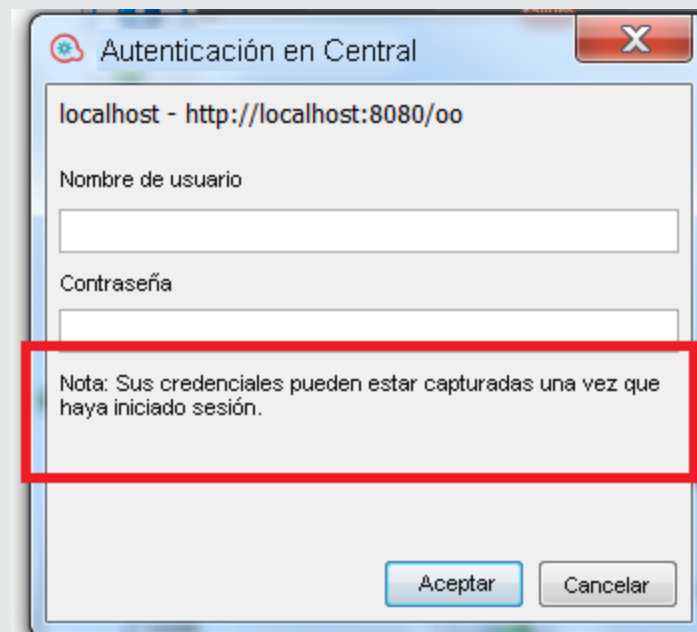 Autenticación en Central
localhost - http://localhost:8080/oo
Nombre de usuario
Contraseña
Nota: Sus credenciales pueden estar capturadas una vez que
haya iniciado sesión.
Aceptar
Cancelar